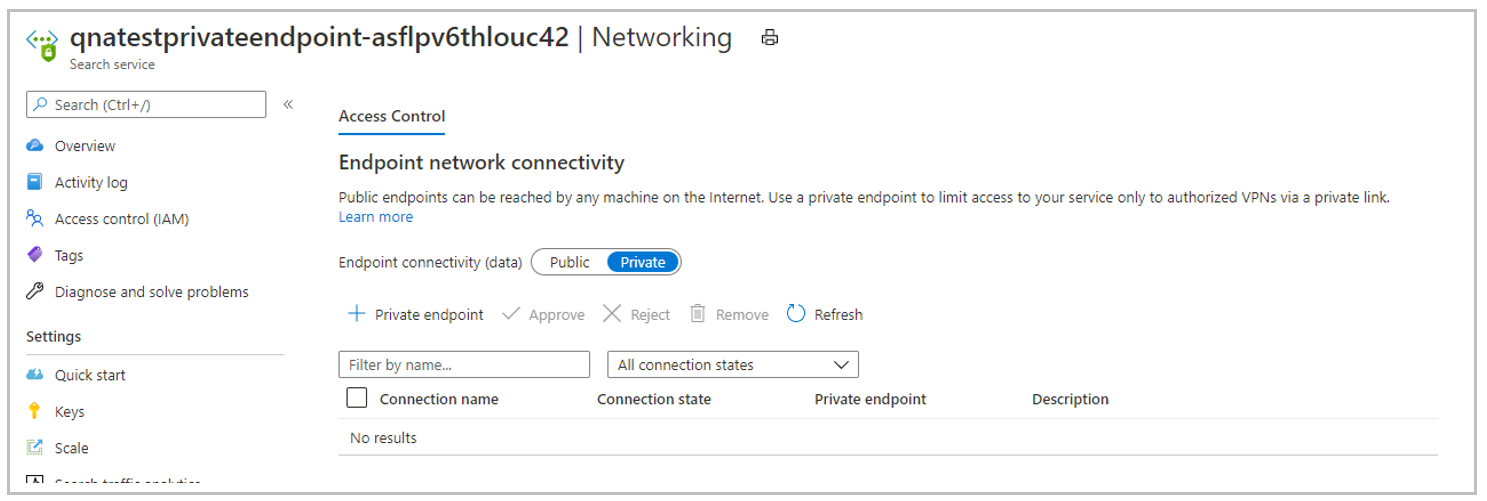 qnatestprivateendpoint-asflpv6thlouc42 | Networking
Search service
Search (Ctrl+/)
«
Overview
Activity log
Access control (IAM)
Tags
Diagnose and solve problems
Settings
Quick start
Keys
Scale
Search traffic analytics
Access Control
Endpoint network connectivity
Public endpoints can be reached by any machine on the Internet. Use a private endpoint to limit access to your service only to authorized VPNs via a private link.
Learn more
Endpoint connectivity (data) Public Private
Private endpoint Approve Reject Remove Refresh
Filter by name... All connection states
Connection name Connection state Private endpoint Description
No results